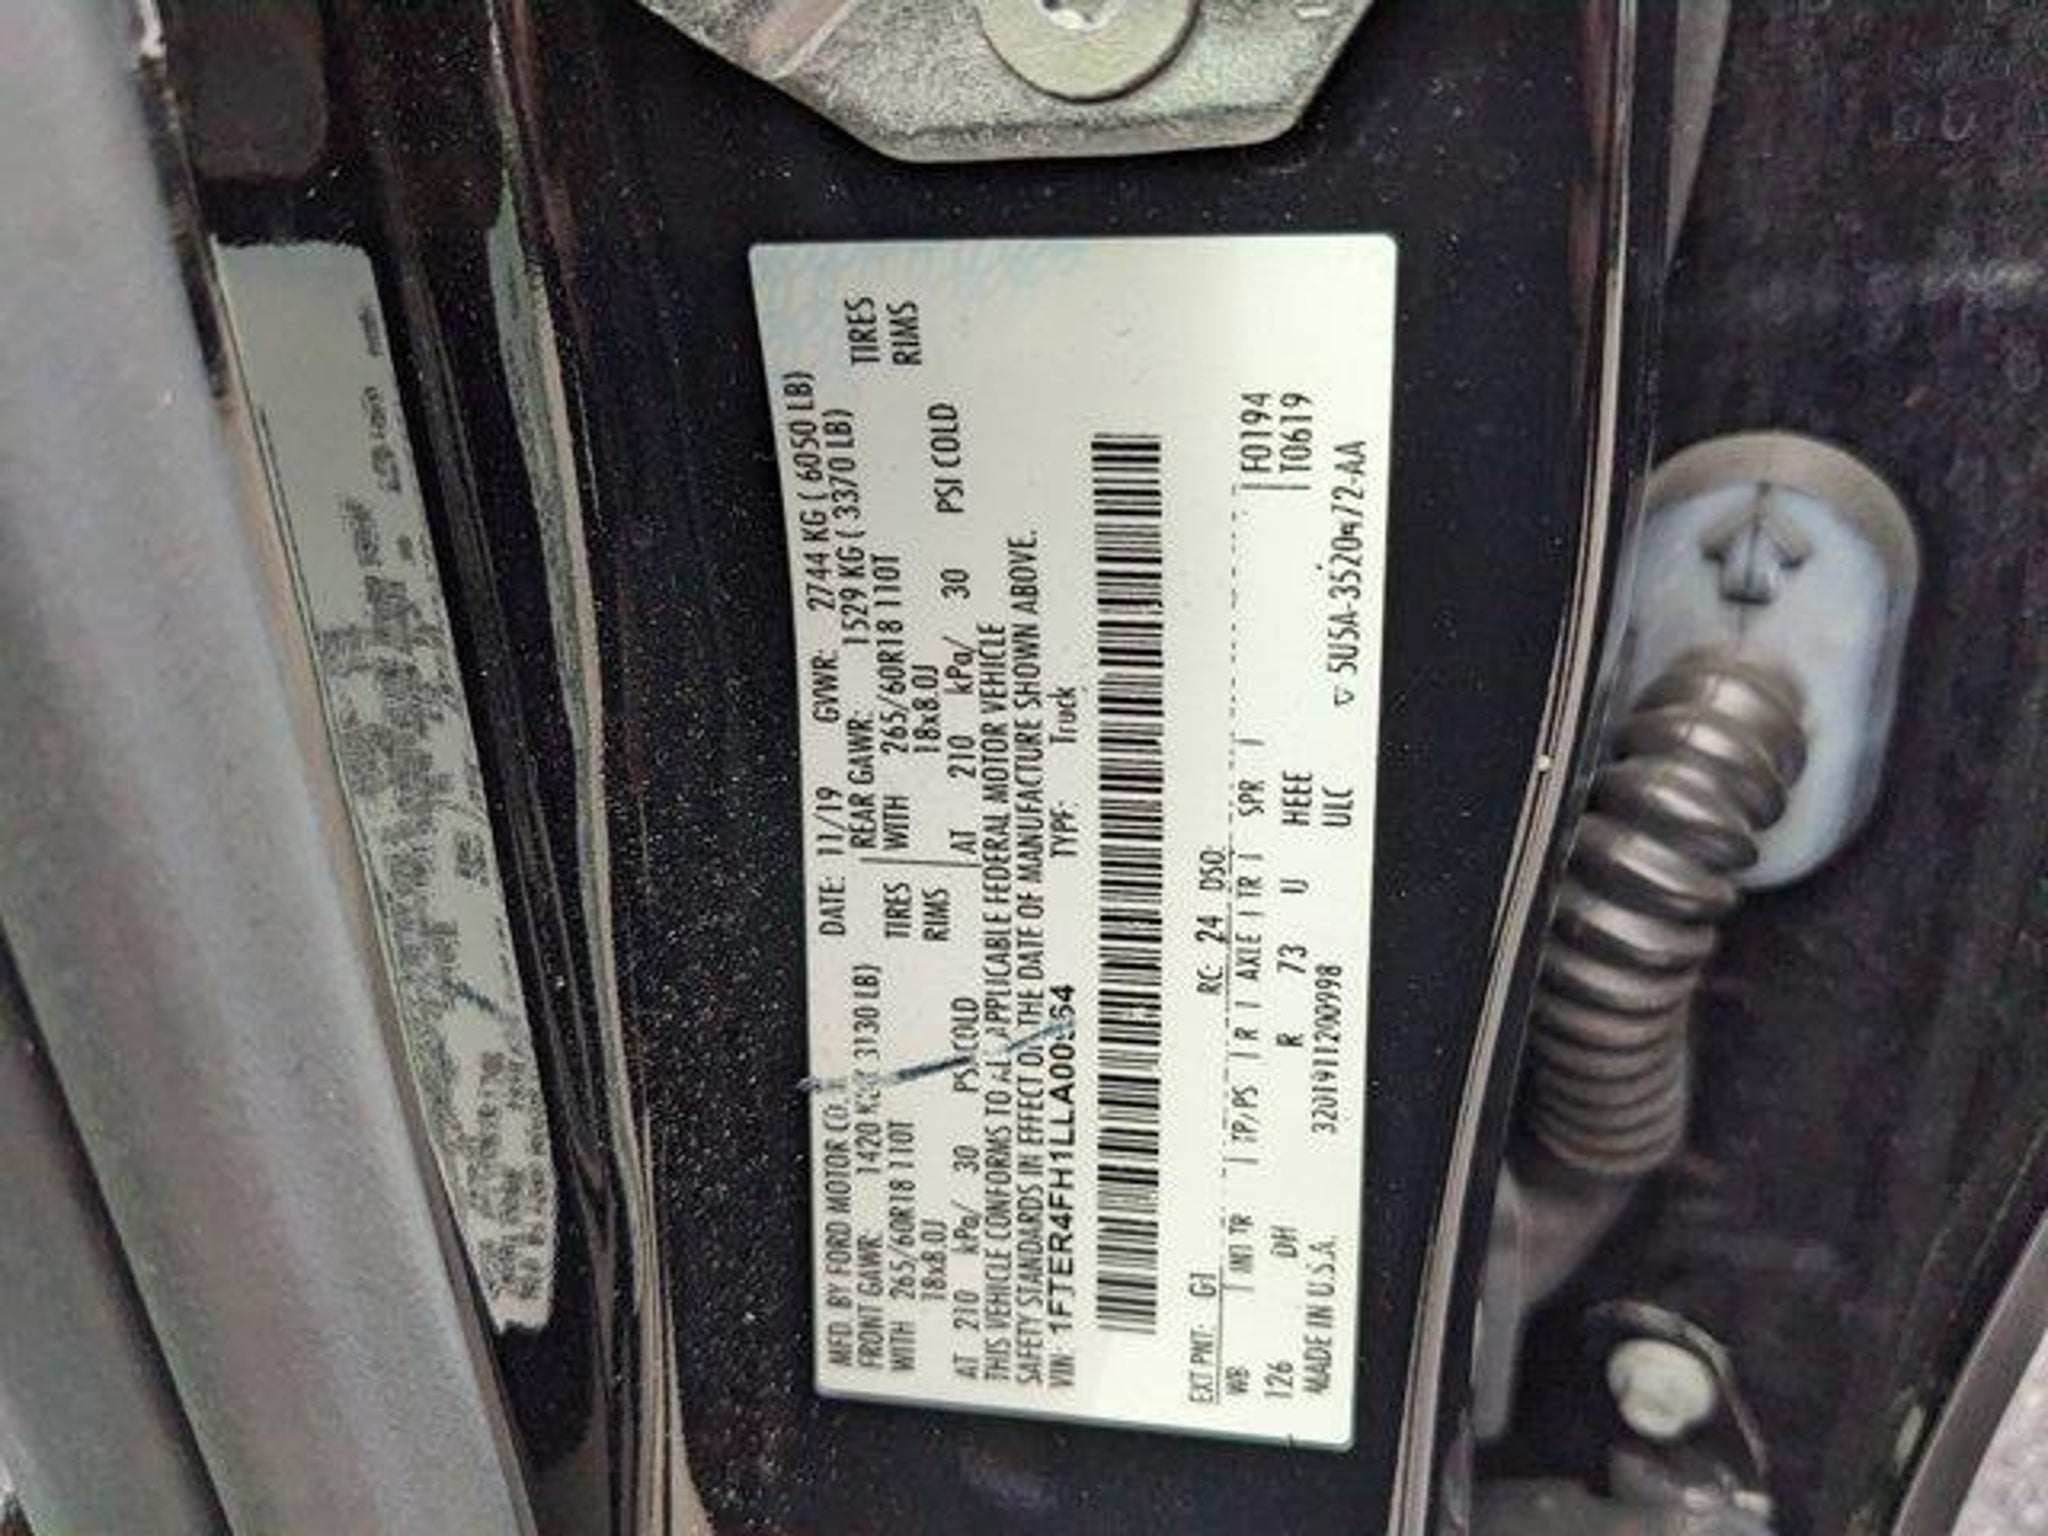 MFD. BY FORD MOTOR CO. DATE: 11/19 GVWR: 2744 KG ( 6050 LB)
FRONT GAWR: 1420 3130 LB) REAR GAWR: 1529 KG ( 3370 LB)
WITH 265/60R18 110T TIRES WITH 265/60R18 110T TIRES
18x8.0J RIMS 18x8.0J RIMS
AT 210 kPa/ 30 PSI COLD AT 210 kPa/ 30 PSI COLD
THIS VEHICLE CONFORMS TO ALL APPLICABLE FEDERAL MOTOR VEHICLE
SAFETY STANDARDS IN EFFECT ON THE DATE OF MANUFACTURE SHOWN ABOVE.
VIN: TYPE: Truck
EXT PNT: G1 RC: 24 DSO:
WB INT TR TP/PS R AXLE TR SPR F0194
126 DH R 73 U HEEE T0619
MADE IN U.S.A. 3201911200998 ULC